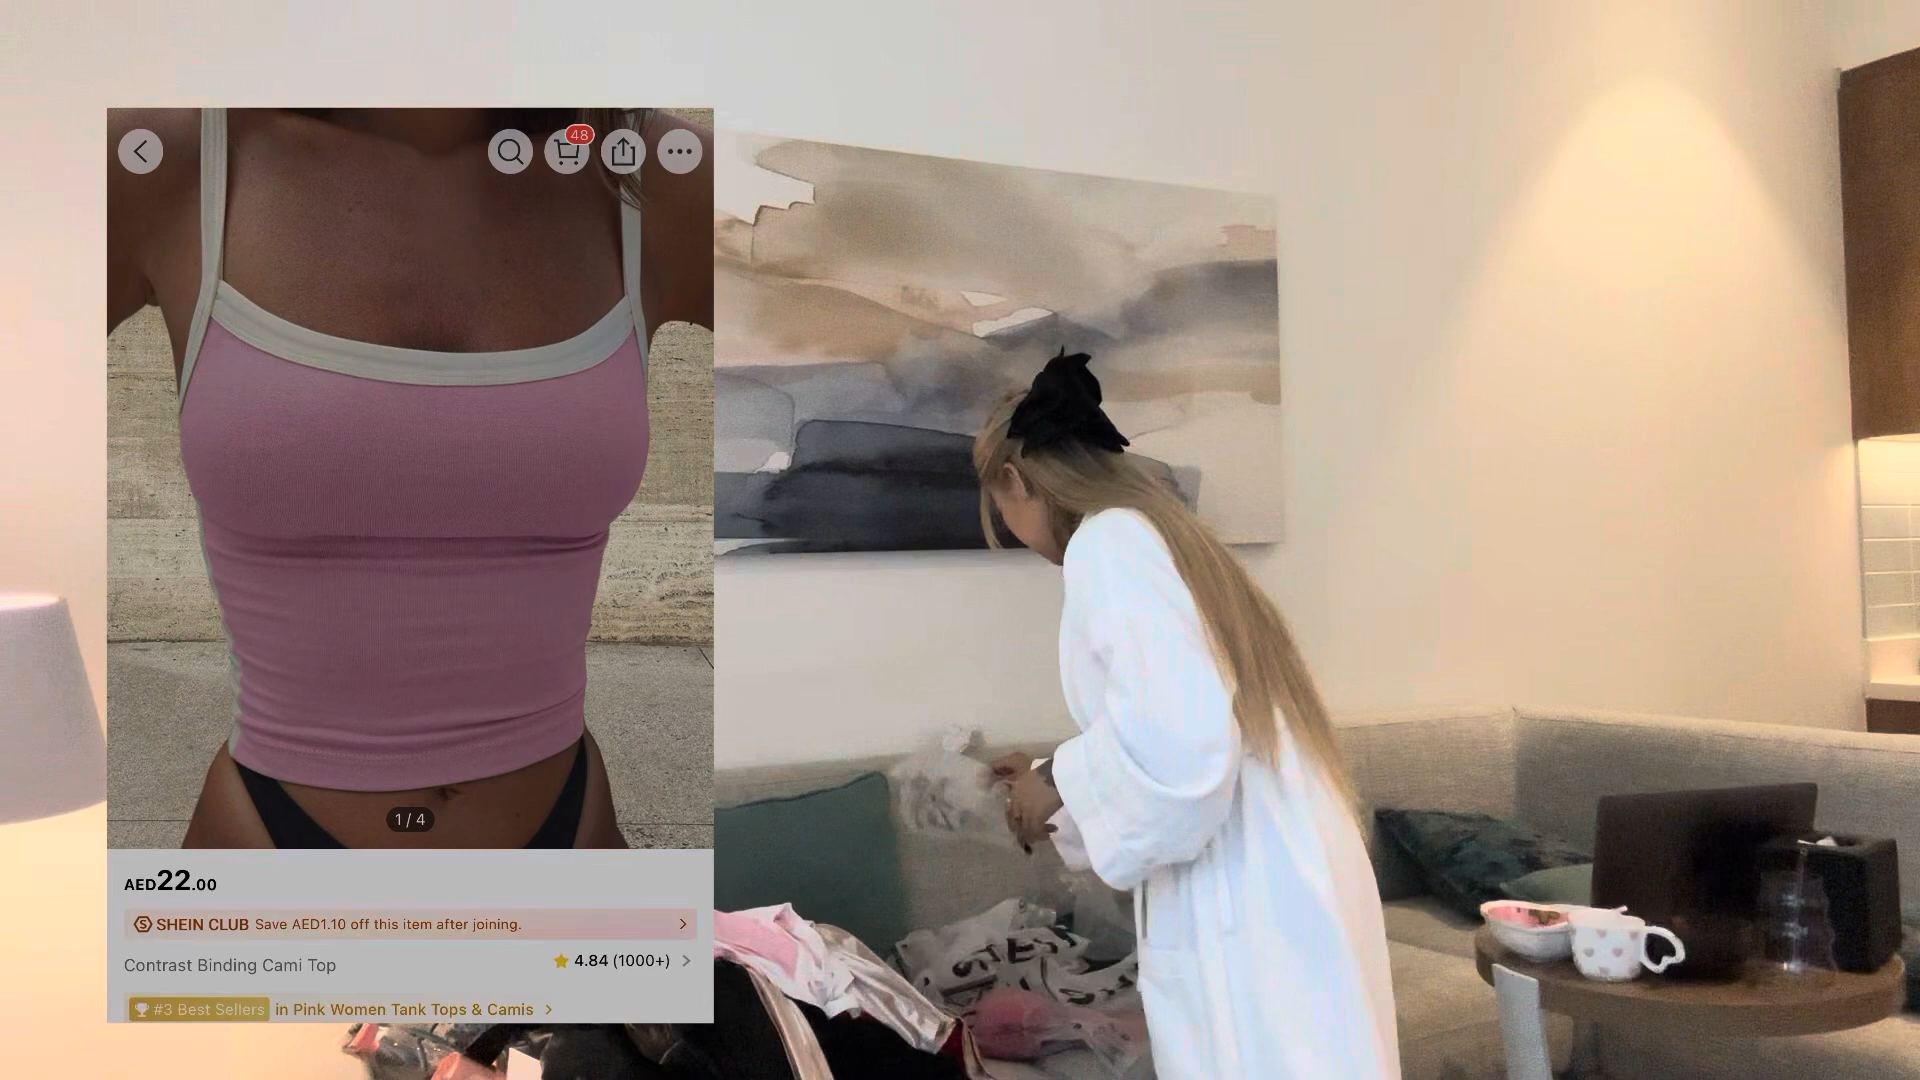 48
1 / 4
AED22.00
S SHEIN CLUB Save AED1.10 off this item after joining.
Contrast Binding Cami Top
4.84 (1000+)
#3 Best Sellers in Pink Women Tank Tops & Camis